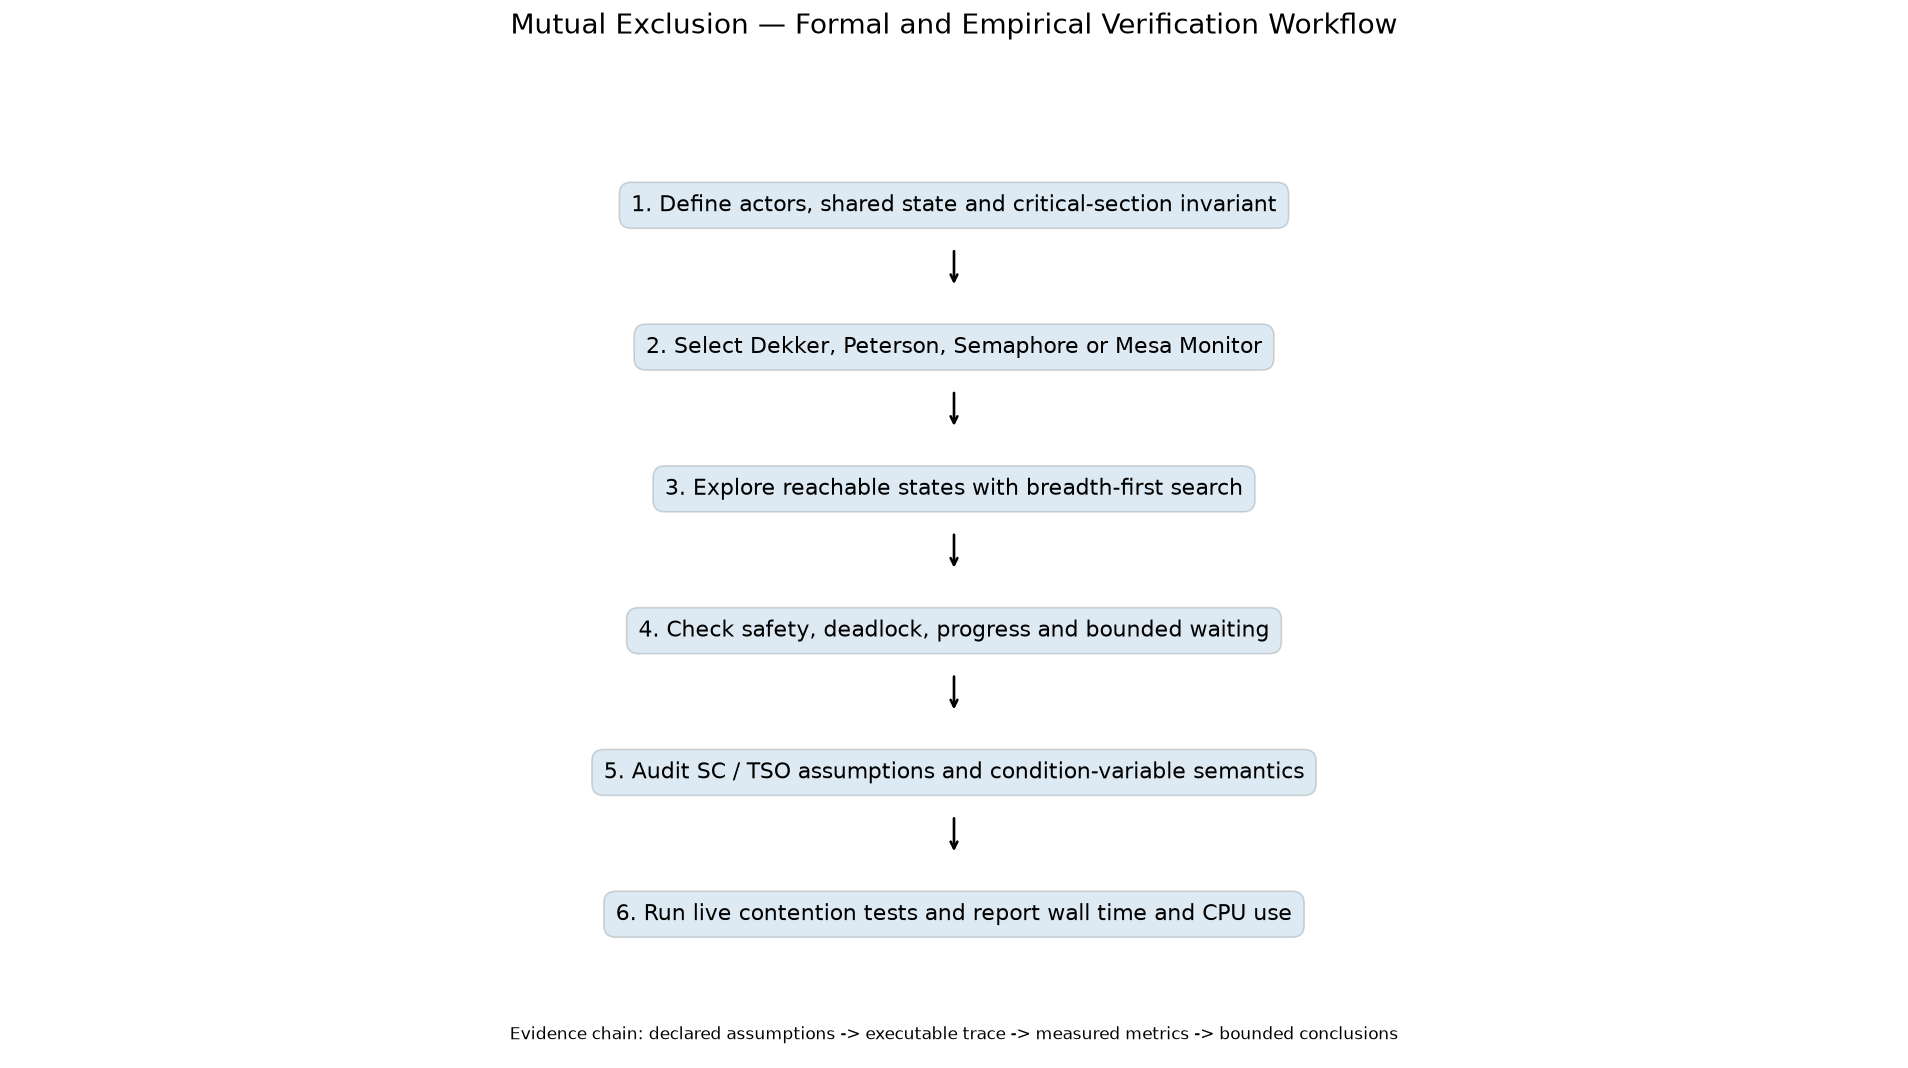 Mutual Exclusion — Formal and Empirical Verification Workflow
1. Define actors, shared state and critical-section invariant
2. Select Dekker, Peterson, Semaphore or Mesa Monitor
3. Explore reachable states with breadth-first search
4. Check safety, deadlock, progress and bounded waiting
5. Audit SC / TSO assumptions and condition-variable semantics
6. Run live contention tests and report wall time and CPU use
Evidence chain: declared assumptions -> executable trace -> measured metrics -> bounded conclusions